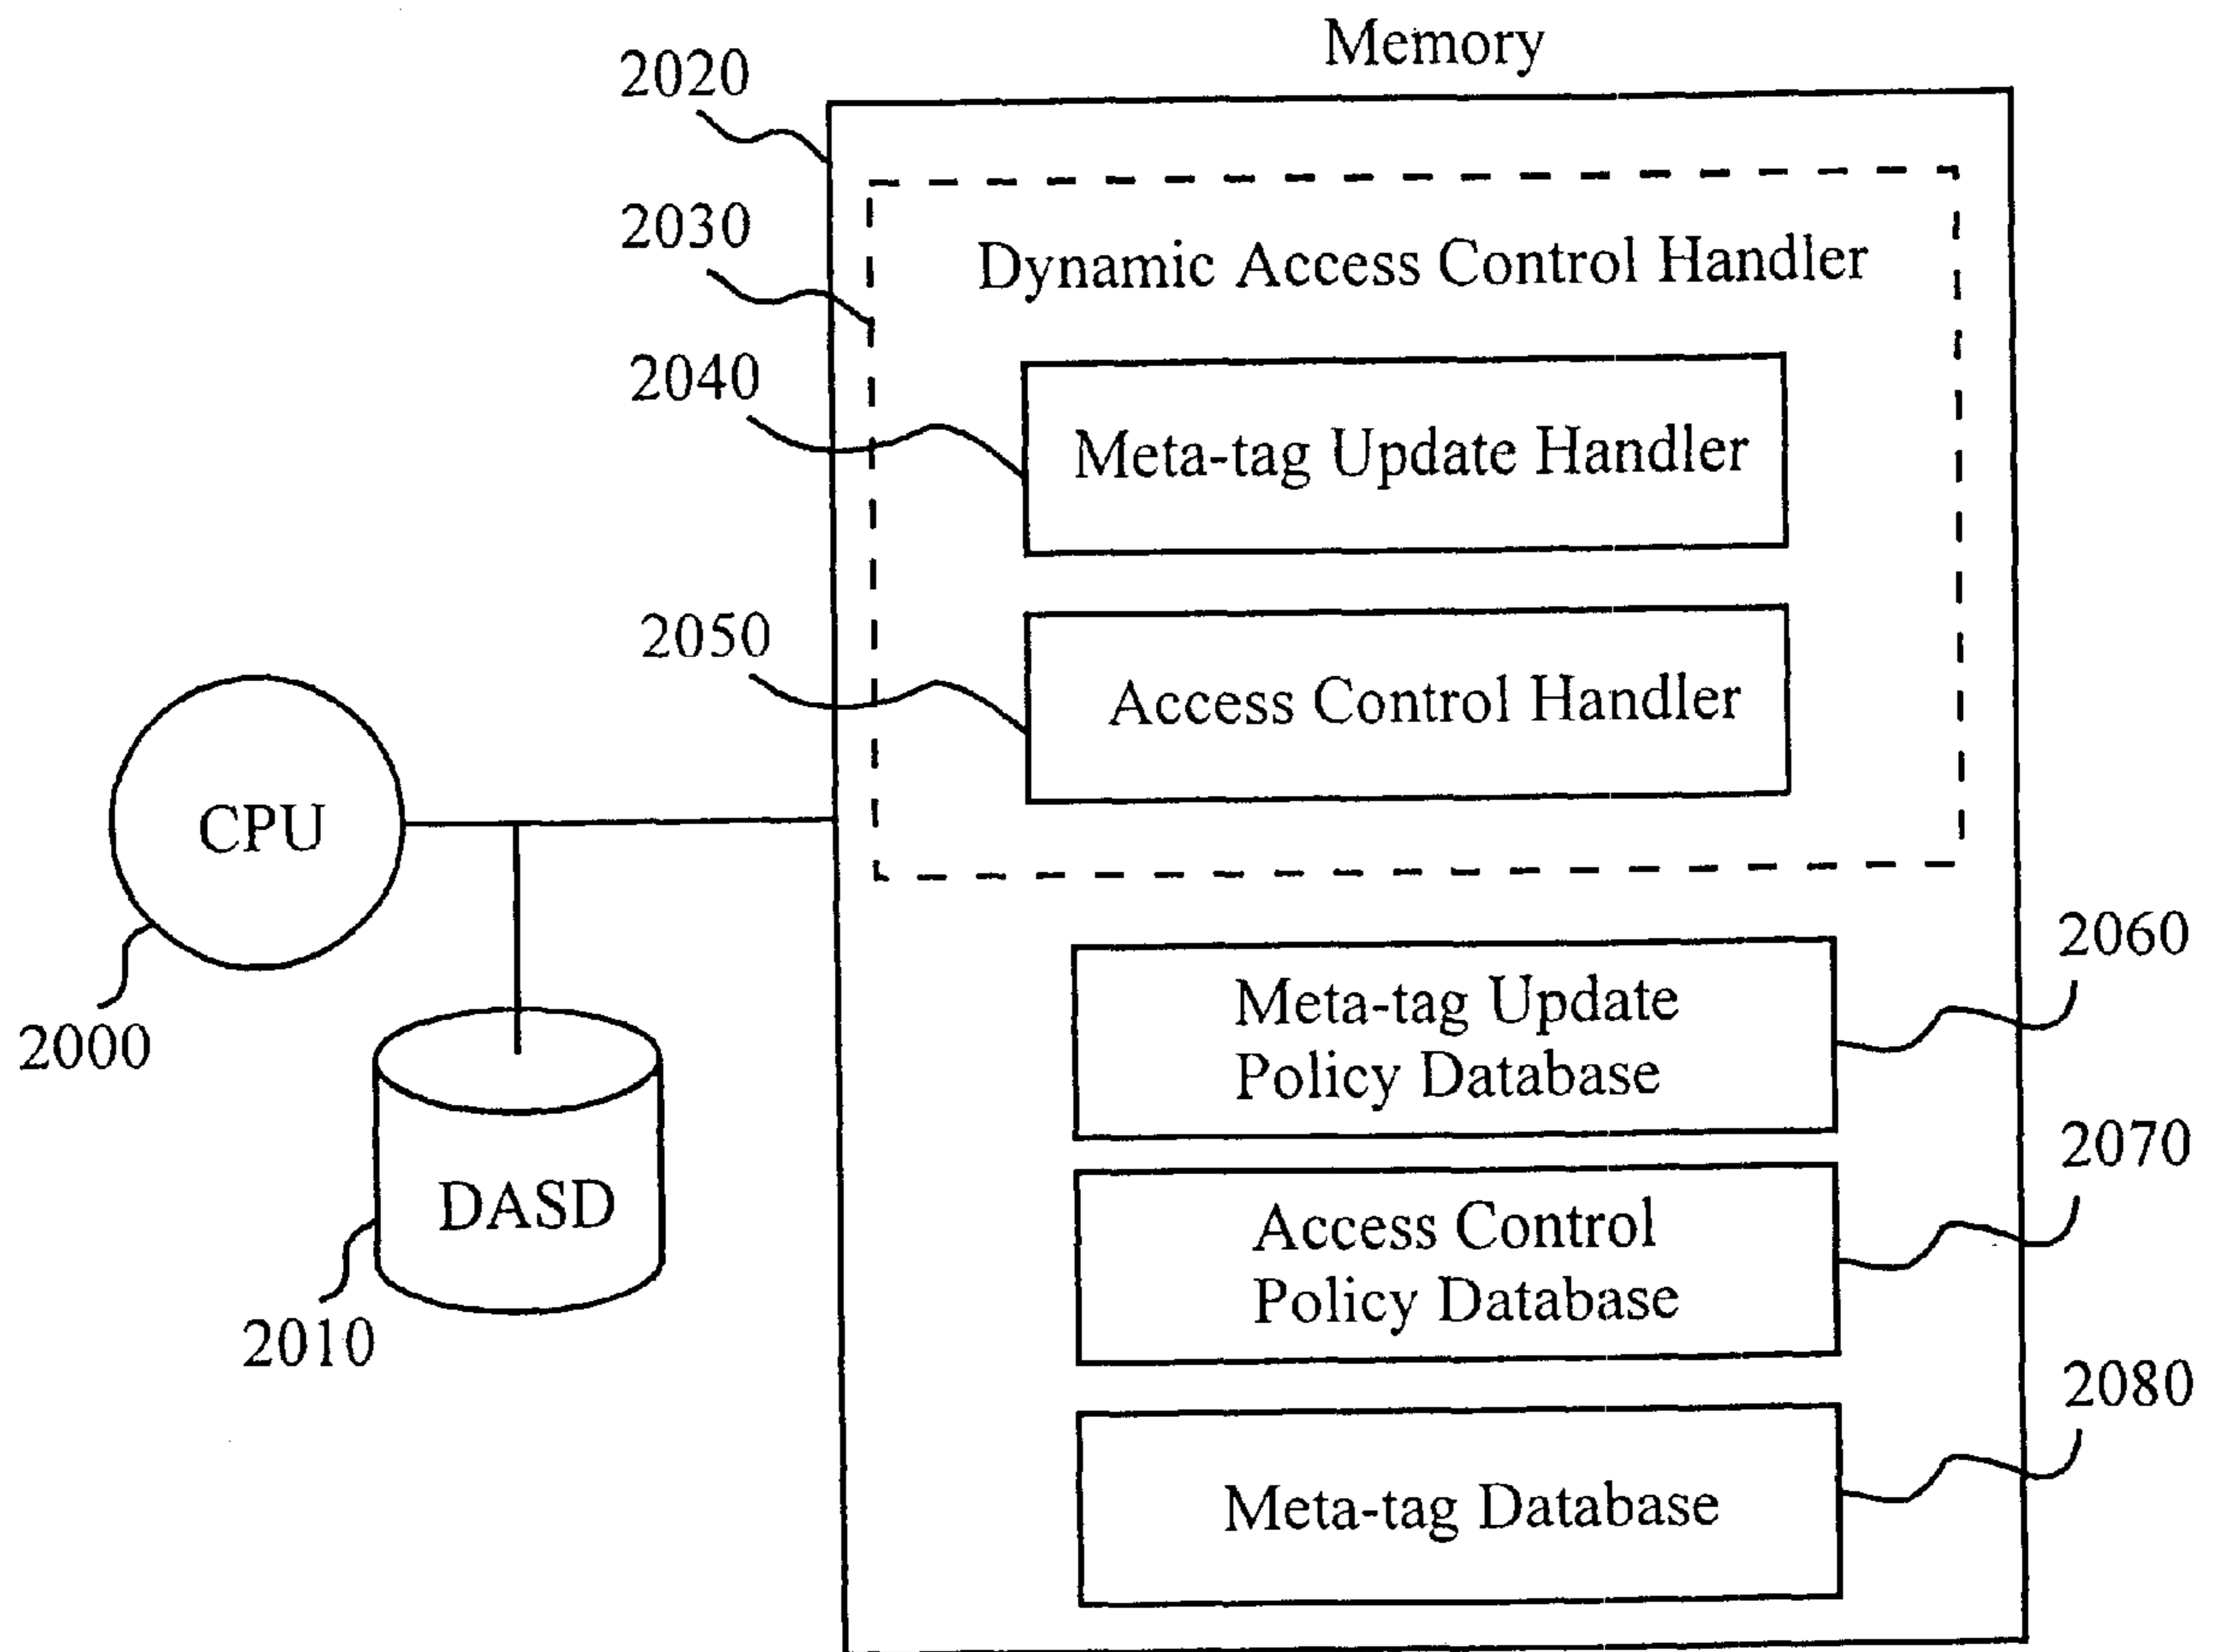 Memory
2020
2030
Dynamic Access Control Handler
2040
Meta-tag Update Handler
2050
Access Control Handler
CPU
2000
2060
Meta-tag Update
Policy Database
DASD
2010
2070
Access Control
Policy Database
2080
Meta-tag Database